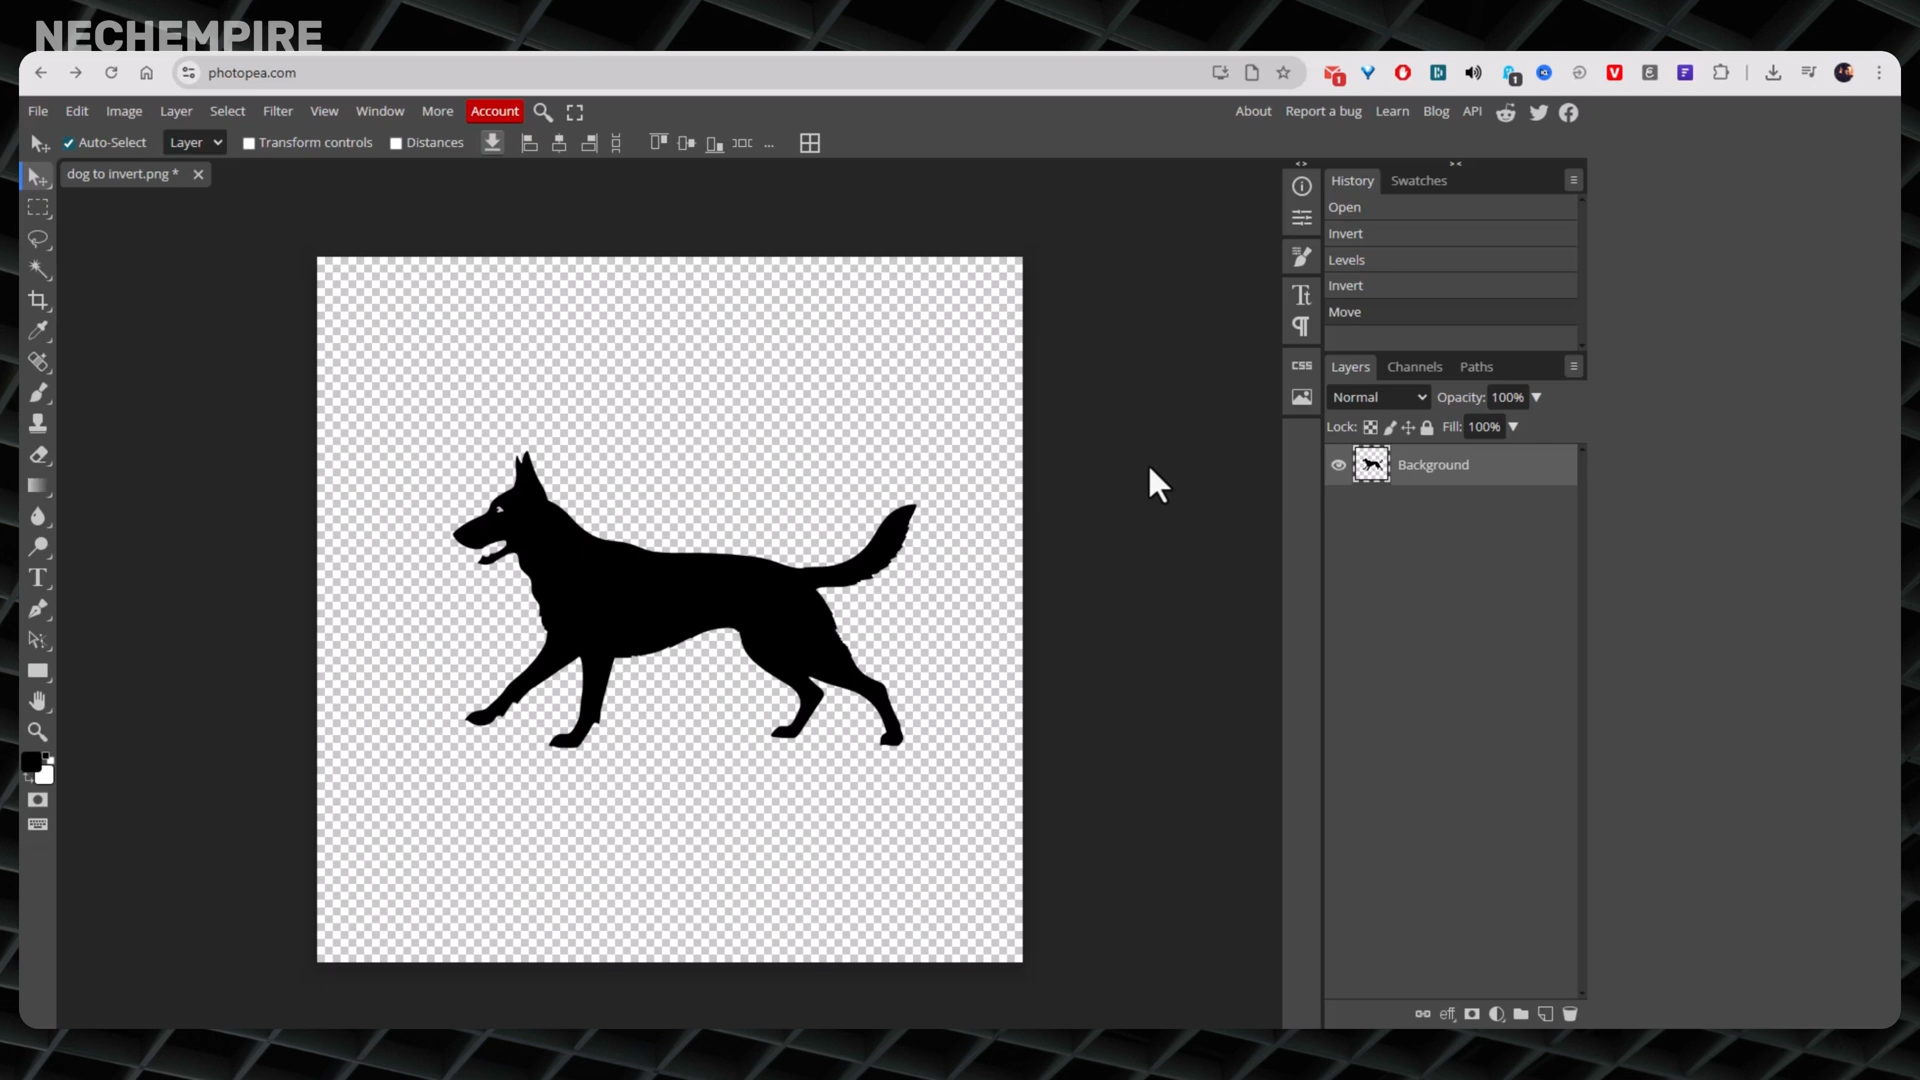 NECHEMPIRE
photopea.com
1
1
File Edit Image Layer Select Filter View Window More Account
About Report a bug Learn Blog API
Auto-Select Layer Transform controls Distances ...
dog to invert.png *
History Swatches
Open
Invert
Levels
Invert
Move
CSS
Layers Channels Paths
Normal Opacity: 100%
Lock: Fill: 100%
Background
eff